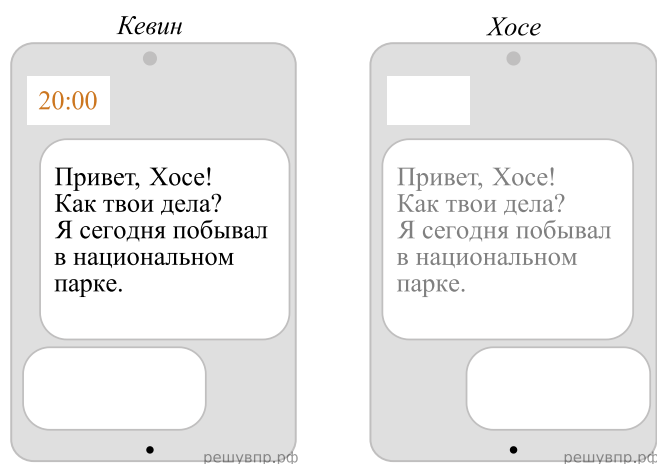 Кевин
20:00
Привет, Хосе!
Как твои дела?
Я сегодня побывал
в национальном
парке.
решувпр.рф
Хосе
Привет, Хосе!
Как твои дела?
Я сегодня побывал
в национальном
парке.
решувпр.рф